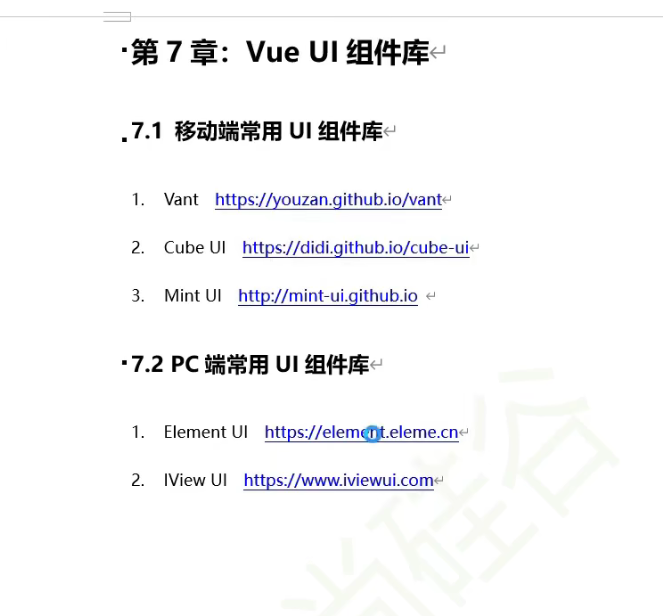 第 7 章：Vue UI 组件库
7.1 移动端常用 UI 组件库
1. Vant https://youzan.github.io/vant
2. Cube UI https://didi.github.io/cube-ui
3. Mint UI http://mint-ui.github.io
7.2 PC 端常用 UI 组件库
1. Element UI https://element.eleme.cn
2. IView UI https://www.iviewui.com
尚硅谷